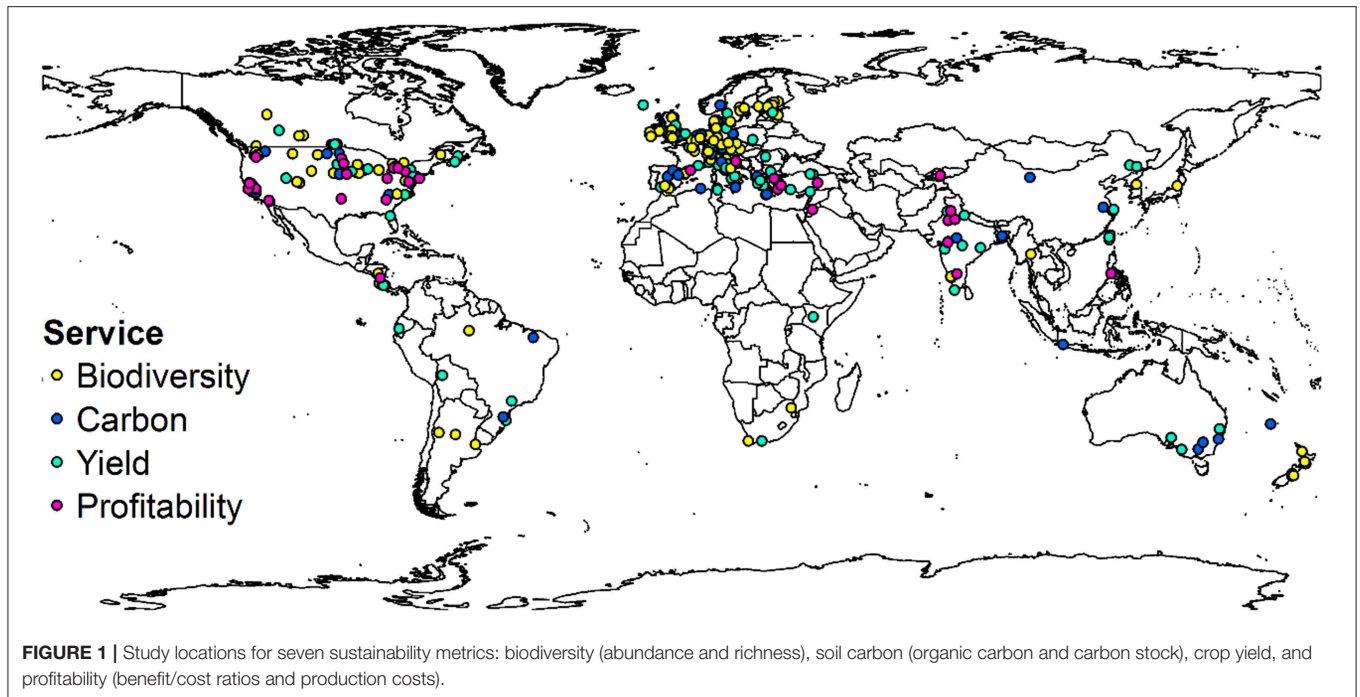 Service
Biodiversity
Carbon
Yield
Profitability
FIGURE 1 | Study locations for seven sustainability metrics: biodiversity (abundance and richness), soil carbon (organic carbon and carbon stock), crop yield, and
profitability (benefit/cost ratios and production costs).